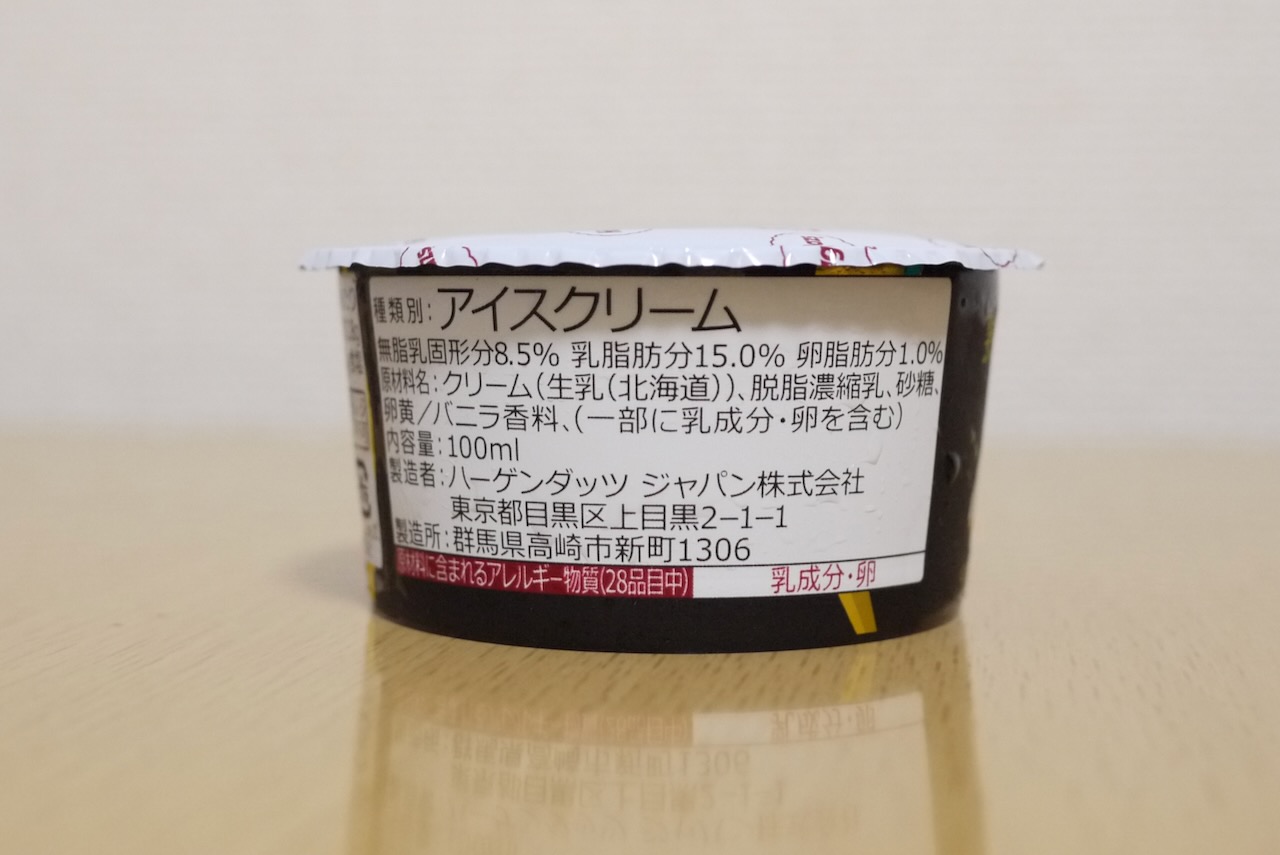 種類別：アイスクリーム
無脂乳固形分8.5% 乳脂肪分15.0% 卵脂肪分1.0%
原材料名：クリーム（生乳（北海道））、脱脂濃縮乳、砂糖、
卵黄／バニラ香料、（一部に乳成分・卵を含む）
内容量：100ml
製造者：ハーゲンダッツ ジャパン株式会社
東京都目黒区上目黒2–1–1
製造所：群馬県高崎市新町1306
原材料に含まれるアレルギー物質(28品目中) 乳成分・卵